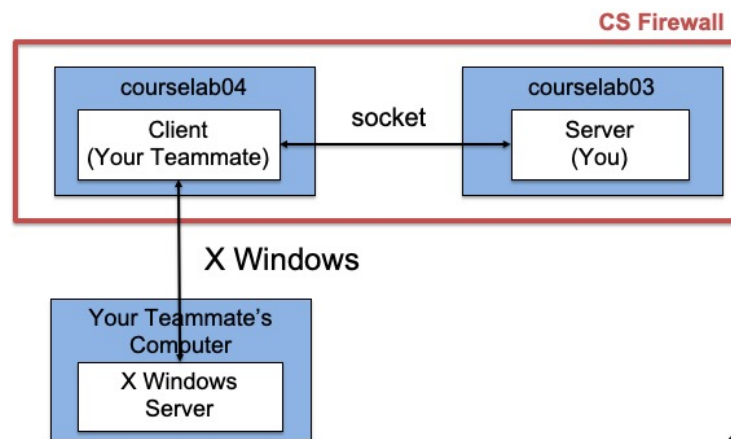 CS Firewall
courselab04
courselab03
Client
(Your Teammate)
socket
Server
(You)
X Windows
Your Teammate's
Computer
X Windows
Server